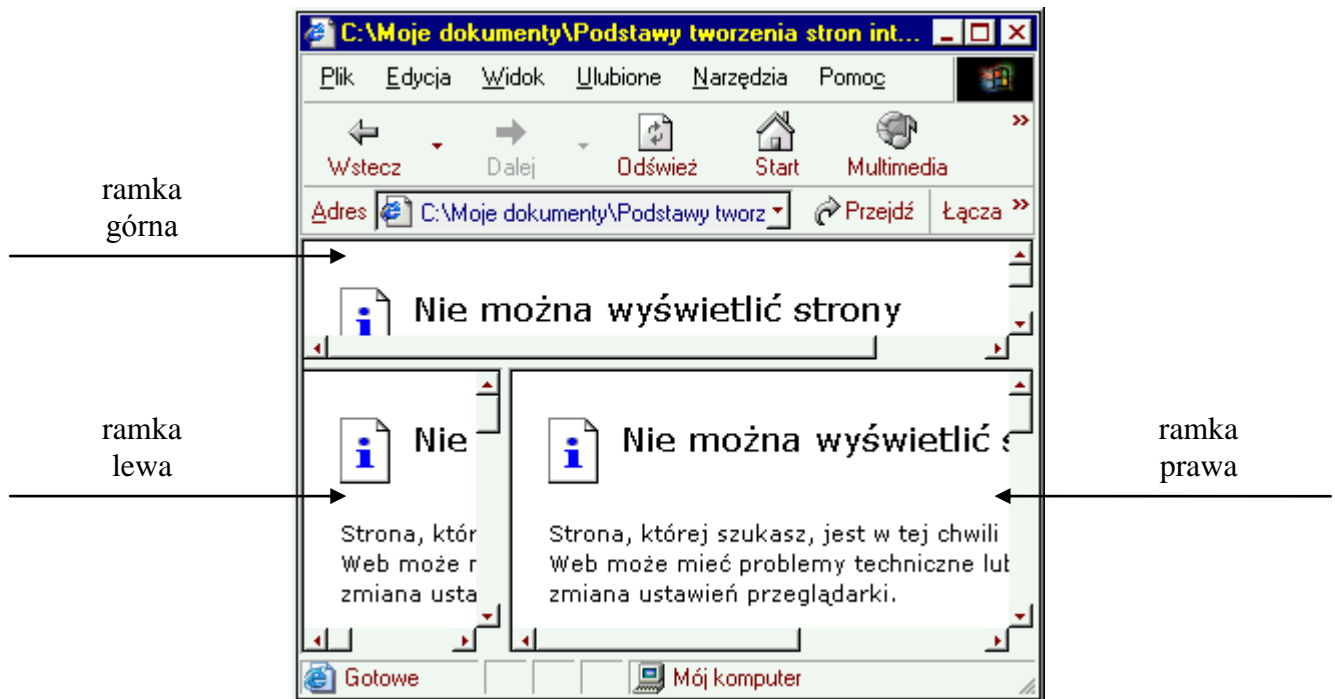 C:\Moje dokumenty\Podstawy tworzenia stron int...
Plik Edycja Widok Ulubione Narzędzia Pomoc
Wstecz Dalej Odśwież Start Multimedia »
Adres C:\Moje dokumenty\Podstawy tworz Przejdź Łącza »
ramka
górna
i Nie można wyświetlić strony
ramka
lewa
i Nie
Strona, któr
Web może r
zmiana usta
i Nie można wyświetlić s
Strona, której szukasz, jest w tej chwili
Web może mieć problemy techniczne lub
zmiana ustawień przeglądarki.
ramka
prawa
Gotowe Mój komputer